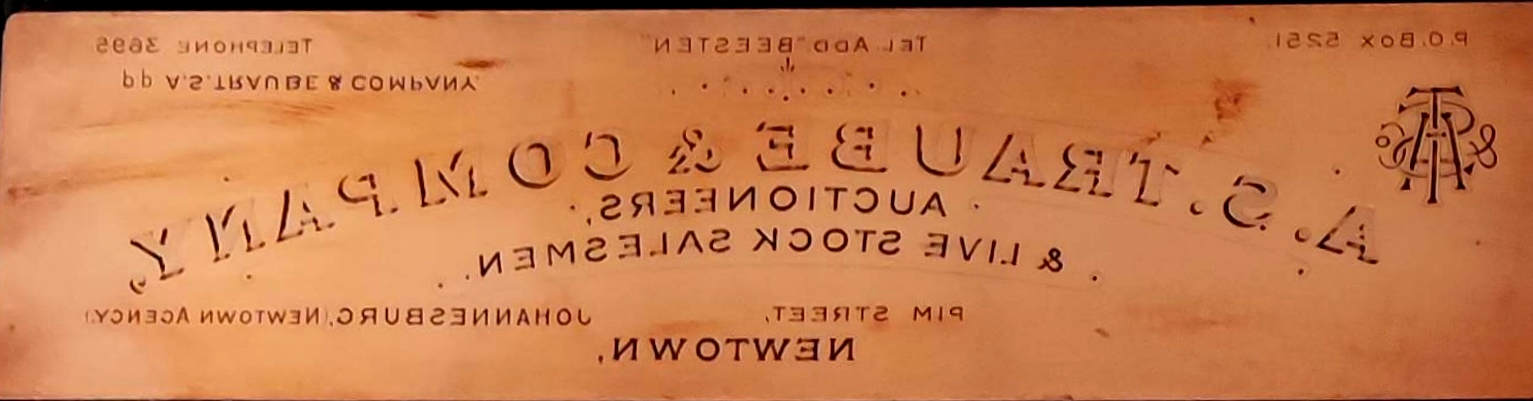 P.O. BOX 5251.
TEL. ADD. "BEESTEN"
TELEPHONE 3695
pp A.S. TRAUBE & COMPANY.
A. S. TRAUBE & COMPANY,
AUCTIONEERS,
& LIVE STOCK SALESMEN.
PIM STREET,
JOHANNESBURG, (NEWTOWN AGENCY)
NEWTOWN,